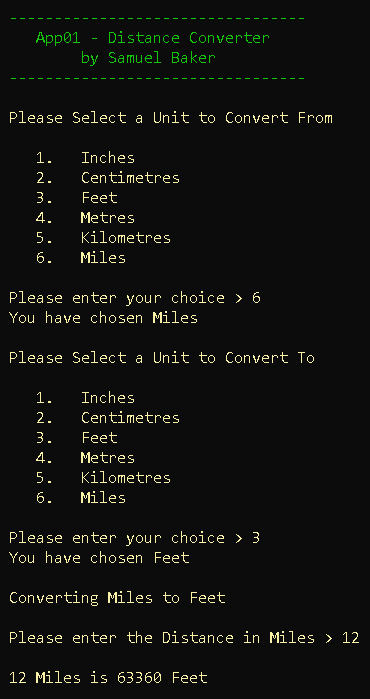 ---------------------------------
App01 - Distance Converter
by Samuel Baker
---------------------------------
Please Select a Unit to Convert From
1. Inches
2. Centimetres
3. Feet
4. Metres
5. Kilometres
6. Miles
Please enter your choice > 6
You have chosen Miles
Please Select a Unit to Convert To
1. Inches
2. Centimetres
3. Feet
4. Metres
5. Kilometres
6. Miles
Please enter your choice > 3
You have chosen Feet
Converting Miles to Feet
Please enter the Distance in Miles > 12
12 Miles is 63360 Feet